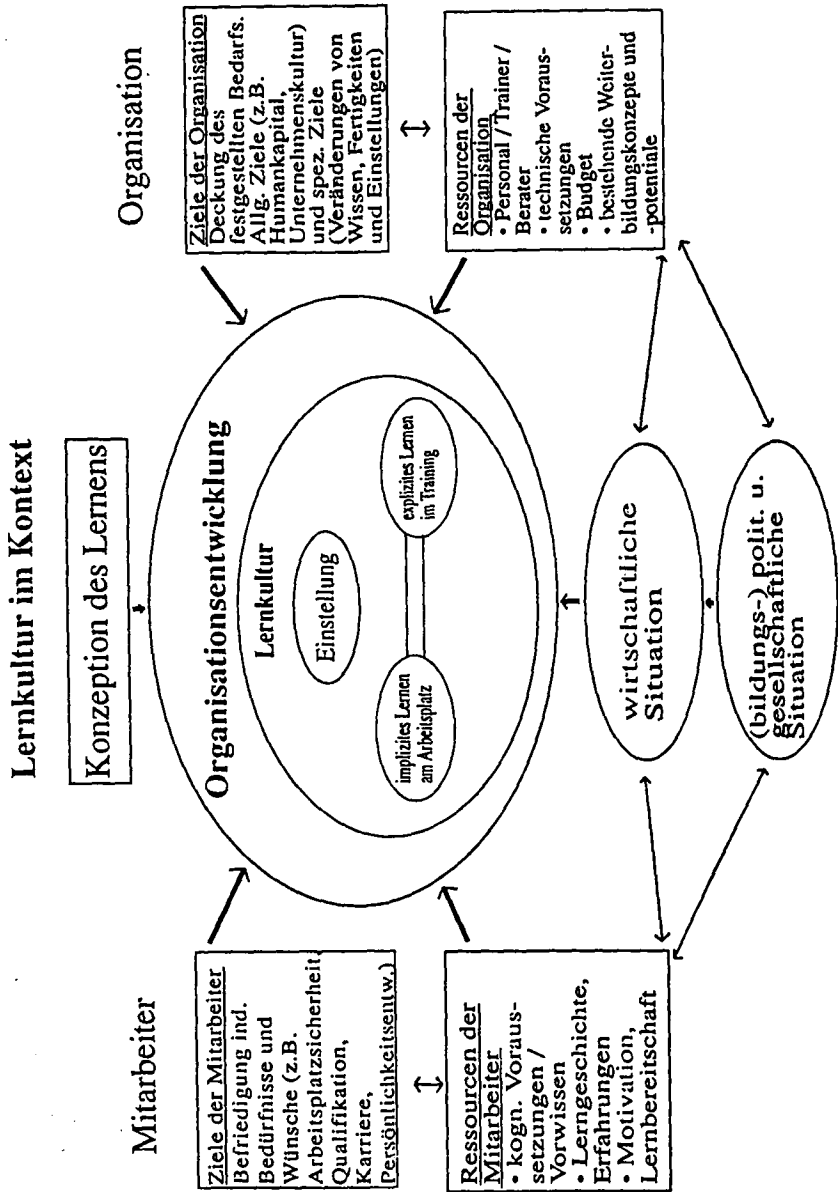 Lernkultur im Kontext
Mitarbeiter
Konzeption des Lernens
Organisation
Ziele der Mitarbeiter
Befriedigung ind.
Bedürfnisse und
Wünsche (z.B.
Arbeitsplatzsicherheit,
Qualifikation,
Karriere,
Persönlichkeitsentw.)
Ressourcen der
Mitarbeiter
• kogn. Voraus-
setzungen /
Vorwissen
• Lerngeschichte,
Erfahrungen
• Motivation,
Lernbereitschaft
Organisationsentwicklung
Lernkultur
Einstellung
implizites Lernen
am Arbeitsplatz
explizites Lernen
im Training
Ziele der Organisation
Deckung des
festgestellten Bedarfs.
Allg. Ziele (z.B.
Humankapital,
Unternehmenskultur)
und spez. Ziele
(Veränderungen von
Wissen, Fertigkeiten
und Einstellungen)
Ressourcen der
Organisation
• Personal / Trainer /
Berater
• technische Voraus-
setzungen
• Budget
• bestehende Weiter-
bildungskonzepte und
-potentiale
wirtschaftliche
Situation
(bildungs-) polit. u.
gesellschaftliche
Situation